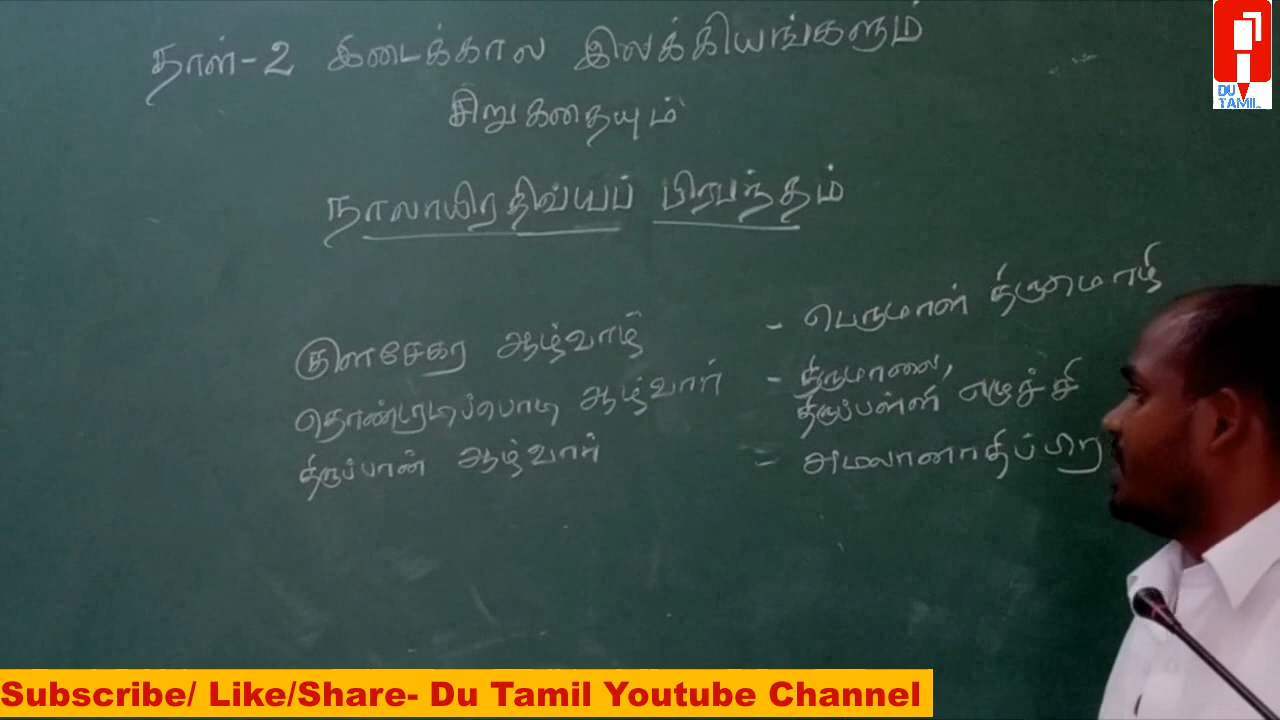 தாள்-2 இடைக்கால இலக்கியங்களும்
சிறுகதையும்
நாலாயிரதிவ்யப் பிரபந்தம்
குலசேகர ஆழ்வார் - பெருமாள் திருமொழி
தொண்டரடிப்பொடி ஆழ்வார் - திருமாலை,
திருப்பள்ளி எழுச்சி
திருப்பாண் ஆழ்வார் - அமலானாதிப்பிற
DU
TAMIL
Subscribe/ Like/Share- Du Tamil Youtube Channel